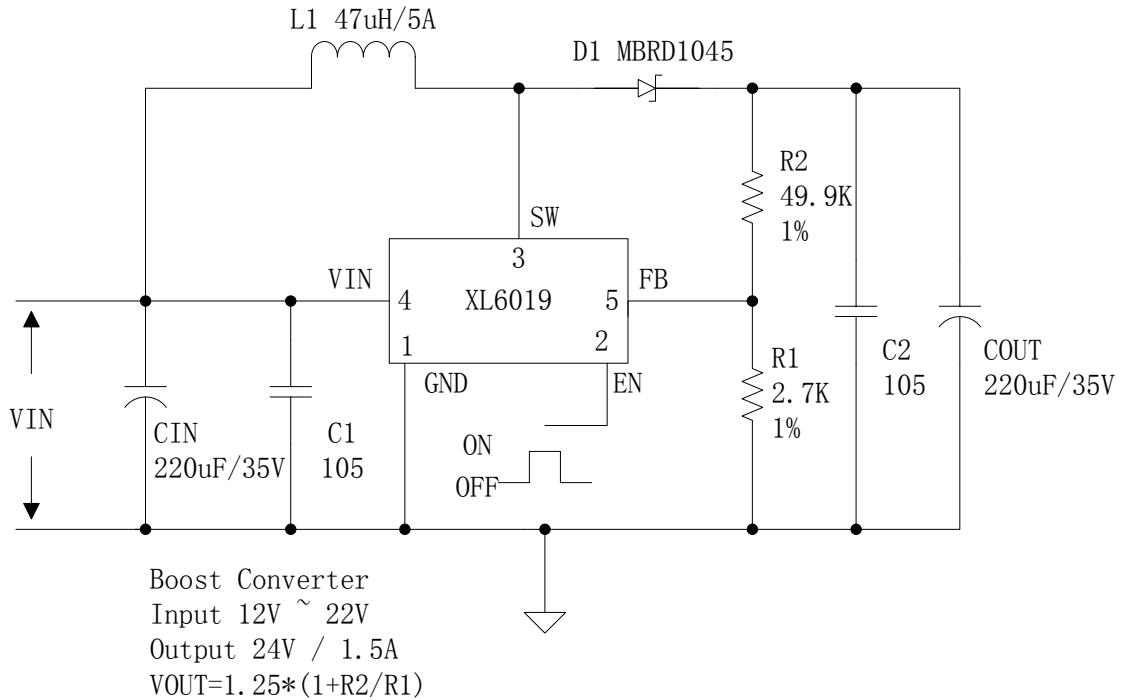 L1 47uH/5A
D1 MBRD1045
R2
49.9K
1%
SW
3
VIN
4
XL6019
5
FB
1
2
GND
EN
R1
2.7K
1%
C2
105
COUT
220uF/35V
VIN
CIN
220uF/35V
C1
105
ON
OFF
Boost Converter
Input 12V ~ 22V
Output 24V / 1.5A
VOUT=1.25*(1+R2/R1)